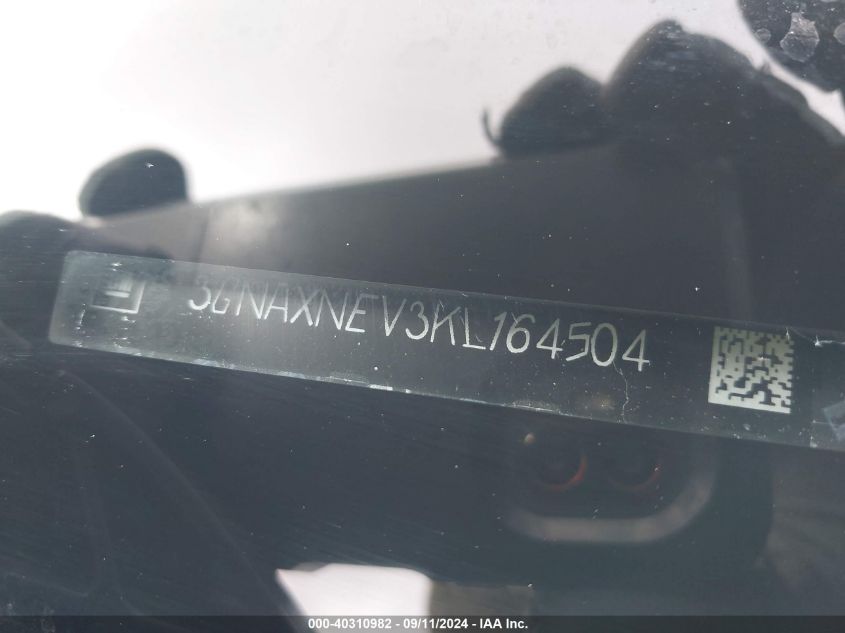 3GNAXNEV3KL164504
000-40310982 - 09/11/2024 - IAA Inc.